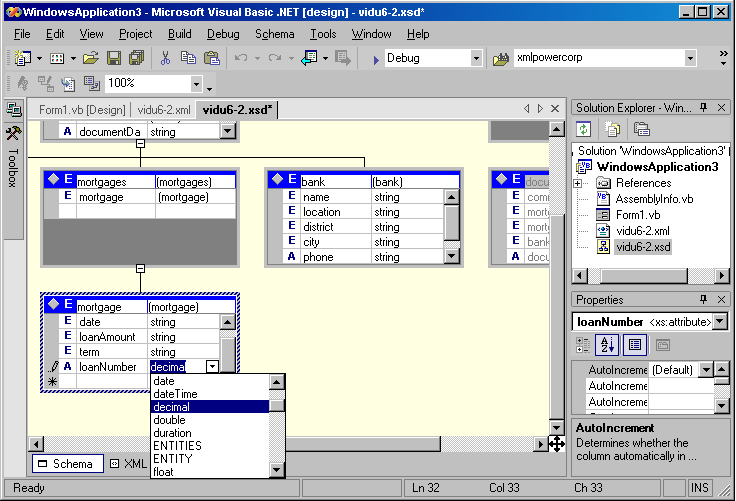 WindowsApplication3 - Microsoft Visual Basic .NET [design] - vidu6-2.xsd*
File Edit View Project Build Debug Schema Tools Window Help
Debug xmlpowercorp
100%
Form1.vb [Design] vidu6-2.xml vidu6-2.xsd*
Toolbox
A documentDa string
E mortgages (mortgages)
E mortgage (mortgage)
E bank (bank)
E name string
E location string
E district string
E city string
A phone string
E docu
E com
E mort
E mort
E bank
A docu
E mortgage (mortgage)
E date string
E loanAmount string
E term string
A loanNumber decimal
date
dateTime
decimal
double
duration
ENTITIES
ENTITY
float
Schema XML
Solution Explorer - Win...
Solution 'WindowsApplication3'
WindowsApplication3
References
AssemblyInfo.vb
Form1.vb
vidu6-2.xml
vidu6-2.xsd
Properties
loanNumber <xs:attribute>
AutoIncreme (Default)
AutoIncreme
AutoIncreme
AutoIncrement
Determines whether the
column automatically in ...
Ready Ln 32 Col 33 Ch 33 INS